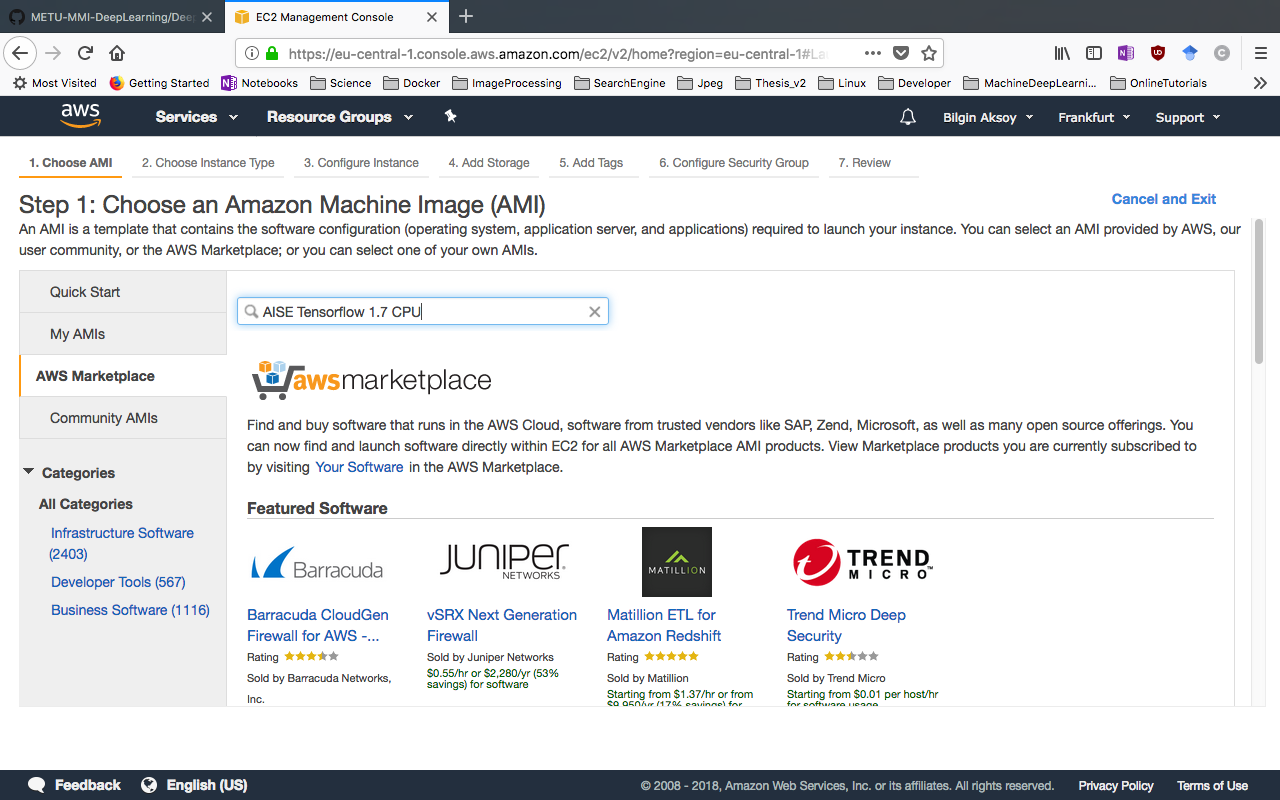 METU-MMI-DeepLearning/Dee
EC2 Management Console
https://eu-central-1.console.aws.amazon.com/ec2/v2/home?region=eu-central-1#La
Most Visited Getting Started Notebooks Science Docker ImageProcessing SearchEngine Jpeg Thesis_v2 Linux Developer MachineDeepLearni... OnlineTutorials
aws Services Resource Groups Bilgin Aksoy Frankfurt Support
1. Choose AMI 2. Choose Instance Type 3. Configure Instance 4. Add Storage 5. Add Tags 6. Configure Security Group 7. Review
Step 1: Choose an Amazon Machine Image (AMI)
Cancel and Exit
An AMI is a template that contains the software configuration (operating system, application server, and applications) required to launch your instance. You can select an AMI provided by AWS, our
user community, or the AWS Marketplace; or you can select one of your own AMIs.
Quick Start
My AMIs
AWS Marketplace
Community AMIs
Categories
All Categories
Infrastructure Software
(2403)
Developer Tools (567)
Business Software (1116)
AISE Tensorflow 1.7 CPU
awsmarketplace
Find and buy software that runs in the AWS Cloud, software from trusted vendors like SAP, Zend, Microsoft, as well as many open source offerings. You
can now find and launch software directly within EC2 for all AWS Marketplace AMI products. View Marketplace products you are currently subscribed to
by visiting Your Software in the AWS Marketplace.
Featured Software
Barracuda
Barracuda CloudGen
Firewall for AWS -...
Rating
Sold by Barracuda Networks,
Inc.
JUNIPER
NETWORKS
vSRX Next Generation
Firewall
Sold by Juniper Networks
$0.55/hr or $2,280/yr (53%
savings) for software
MATILLION
Matillion ETL for
Amazon Redshift
Rating
Sold by Matillion
Starting from $1.37/hr or from
$9,950/yr (17% savings) for
TREND
MICRO
Trend Micro Deep
Security
Rating
Sold by Trend Micro
Starting from $0.01 per host/hr
for software usage
Feedback English (US) © 2008 - 2018, Amazon Web Services, Inc. or its affiliates. All rights reserved. Privacy Policy Terms of Use